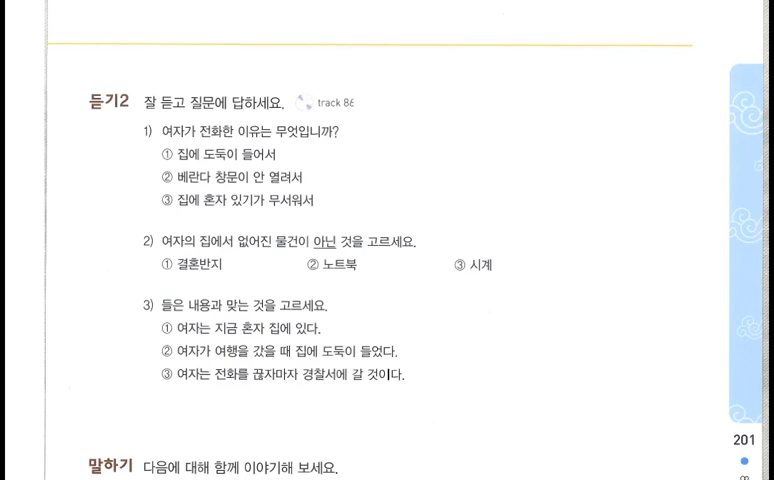 듣기2 잘 듣고 질문에 답하세요. track 86
1) 여자가 전화한 이유는 무엇입니까?
① 집에 도둑이 들어서
② 베란다 창문이 안 열려서
③ 집에 혼자 있기가 무서워서
2) 여자의 집에서 없어진 물건이 아닌 것을 고르세요.
① 결혼반지 ② 노트북 ③ 시계
3) 들은 내용과 맞는 것을 고르세요.
① 여자는 지금 혼자 집에 있다.
② 여자가 여행을 갔을 때 집에 도둑이 들었다.
③ 여자는 전화를 끊자마자 경찰서에 갈 것이다.
201
말하기 다음에 대해 함께 이야기해 보세요.